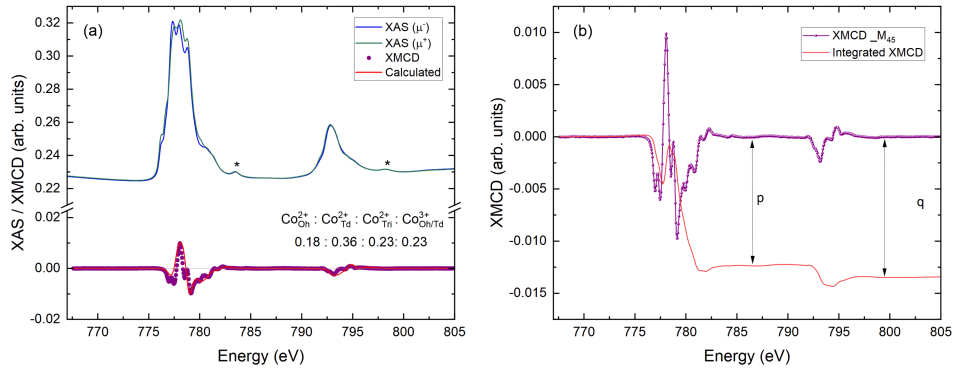 (a)
XAS (μ-)
XAS (μ+)
XMCD
Calculated
XAS / XMCD (arb. units)
0.32
0.30
0.28
0.26
0.24
0.22
0.02
0.00
-0.02
*
*
Co2+Oh : Co2+Td : Co2+Tri : Co3+Oh/Td
0.18 : 0.36 : 0.23 : 0.23
770 775 780 785 790 795 800 805
Energy (eV)
(b)
XMCD _M45
Integrated XMCD
XMCD (arb. units)
0.010
0.005
0.000
-0.005
-0.010
-0.015
p
q
770 775 780 785 790 795 800 805
Energy (eV)